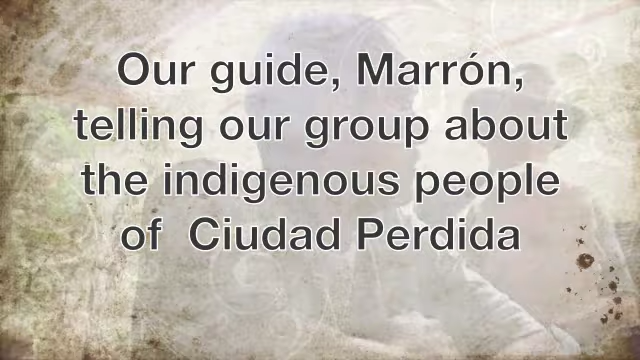 Our guide, Marrón,
telling our group about
the indigenous people
of  Ciudad Perdida